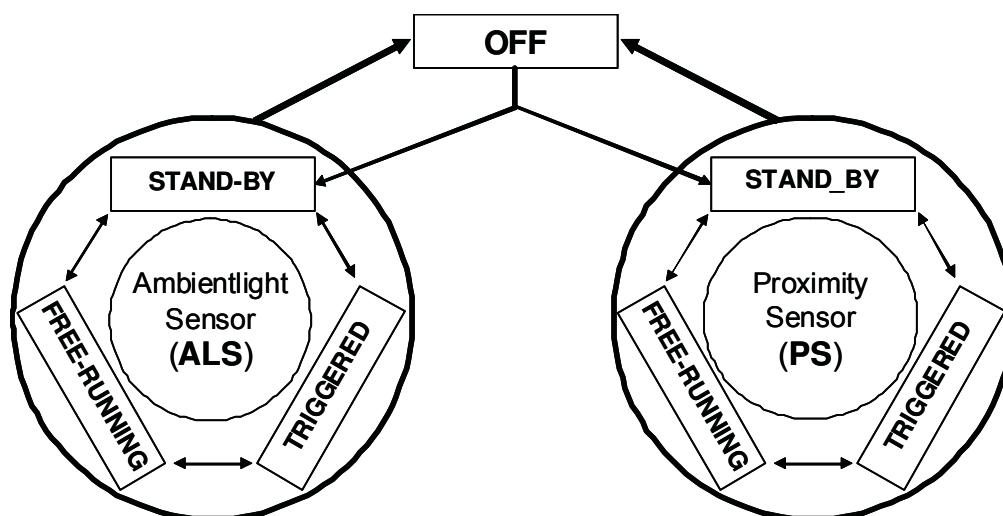 OFF
STAND-BY
Ambientlight
Sensor
(ALS)
FREE-RUNNING
TRIGGERED
STAND_BY
Proximity
Sensor
(PS)
FREE-RUNNING
TRIGGERED